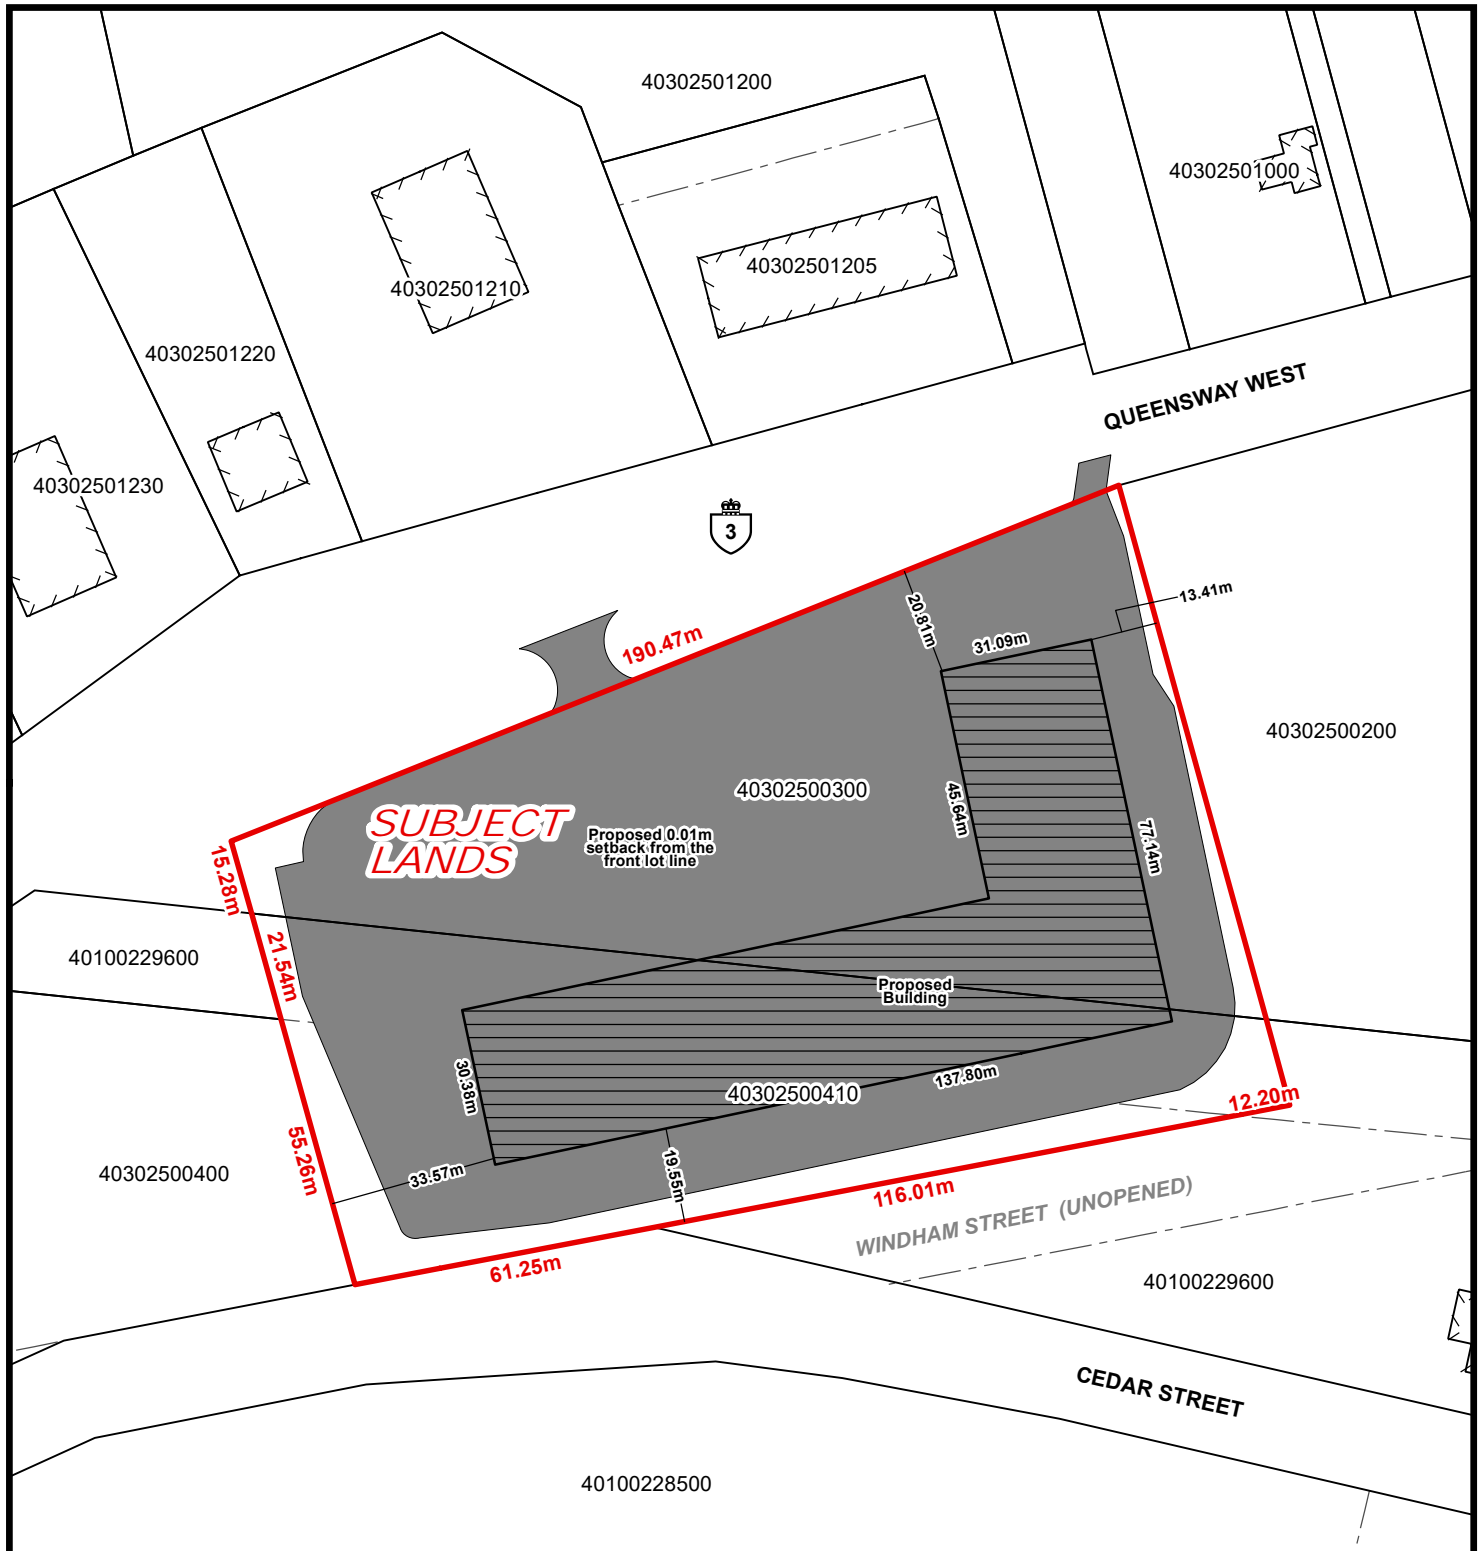 40302501200
40302501000
40302501205
40302501210
40302501220
QUEENSWAY WEST
40302501230
3
13.41m
20.81m
31.09m
190.47m
40302500200
40302500300
45.64m
SUBJECT
LANDS
Proposed 0.01m
setback from the
front lot line
77.14m
15.28m
21.54m
40100229600
Proposed
Building
30.38m
137.80m
40302500410
12.20m
55.26m
40302500400
33.57m
19.55m
116.01m
WINDHAM STREET (UNOPENED)
61.25m
40100229600
CEDAR STREET
40100228500